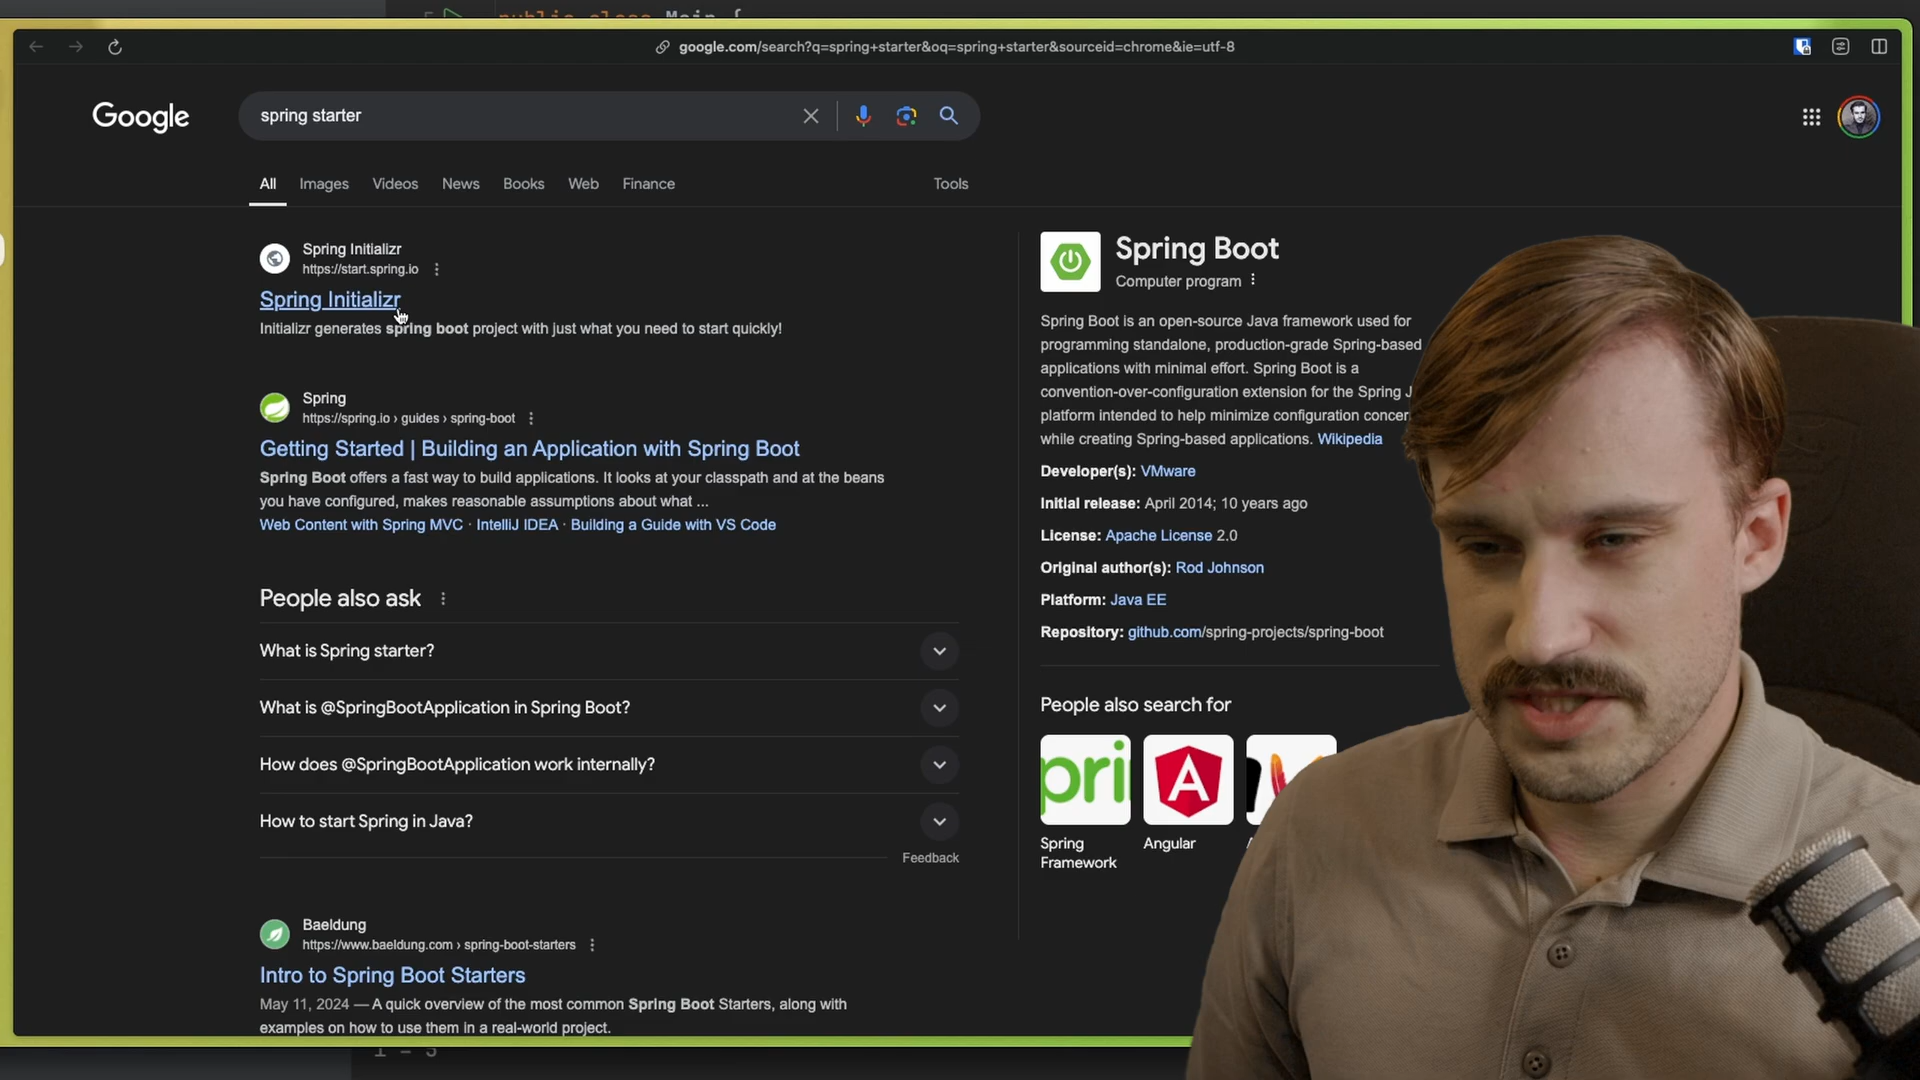 public class Main {
google.com/search?q=spring+starter&oq=spring+starter&sourceid=chrome&ie=utf-8
Google
spring starter
All
Images
Videos
News
Books
Web
Finance
Tools
Spring Initializr
https://start.spring.io
Spring Initializr
Initializr generates spring boot project with just what you need to start quickly!
Spring
https://spring.io › guides › spring-boot
Getting Started | Building an Application with Spring Boot
Spring Boot offers a fast way to build applications. It looks at your classpath and at the beans
you have configured, makes reasonable assumptions about what ...
Web Content with Spring MVC · IntelliJ IDEA · Building a Guide with VS Code
People also ask
What is Spring starter?
What is @SpringBootApplication in Spring Boot?
How does @SpringBootApplication work internally?
How to start Spring in Java?
Feedback
Baeldung
https://www.baeldung.com › spring-boot-starters
Intro to Spring Boot Starters
May 11, 2024 — A quick overview of the most common Spring Boot Starters, along with
examples on how to use them in a real-world project.
Spring Boot
Computer program
Spring Boot is an open-source Java framework used for
programming standalone, production-grade Spring-based
applications with minimal effort. Spring Boot is a
convention-over-configuration extension for the Spring J
platform intended to help minimize configuration concer
while creating Spring-based applications. Wikipedia
Developer(s): VMware
Initial release: April 2014; 10 years ago
License: Apache License 2.0
Original author(s): Rod Johnson
Platform: Java EE
Repository: github.com/spring-projects/spring-boot
People also search for
pri
Spring
Framework
Angular